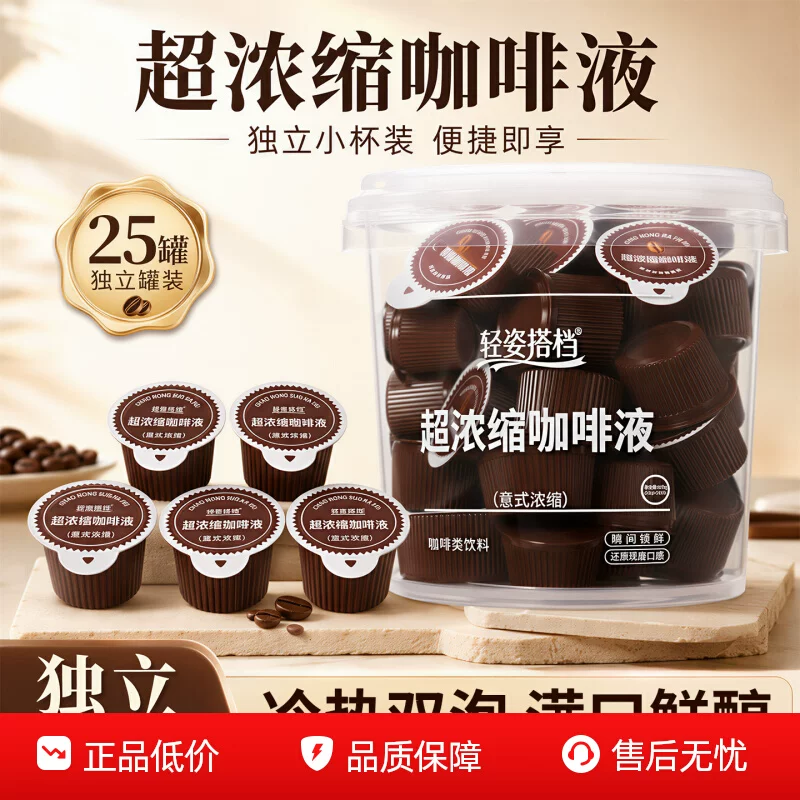 超浓缩咖啡液
独立小杯装 便捷即享
25罐
独立罐装
轻姿搭档®
超浓缩咖啡液
(意式浓缩)
咖啡类饮料
瞬间锁鲜
还原现磨口感
超浓缩咖啡液
超浓缩咖啡液
超浓缩咖啡液
超浓缩咖啡液
超浓缩咖啡液
独立
冷热双泡 满口鲜醇
正品低价
品质保障
售后无忧